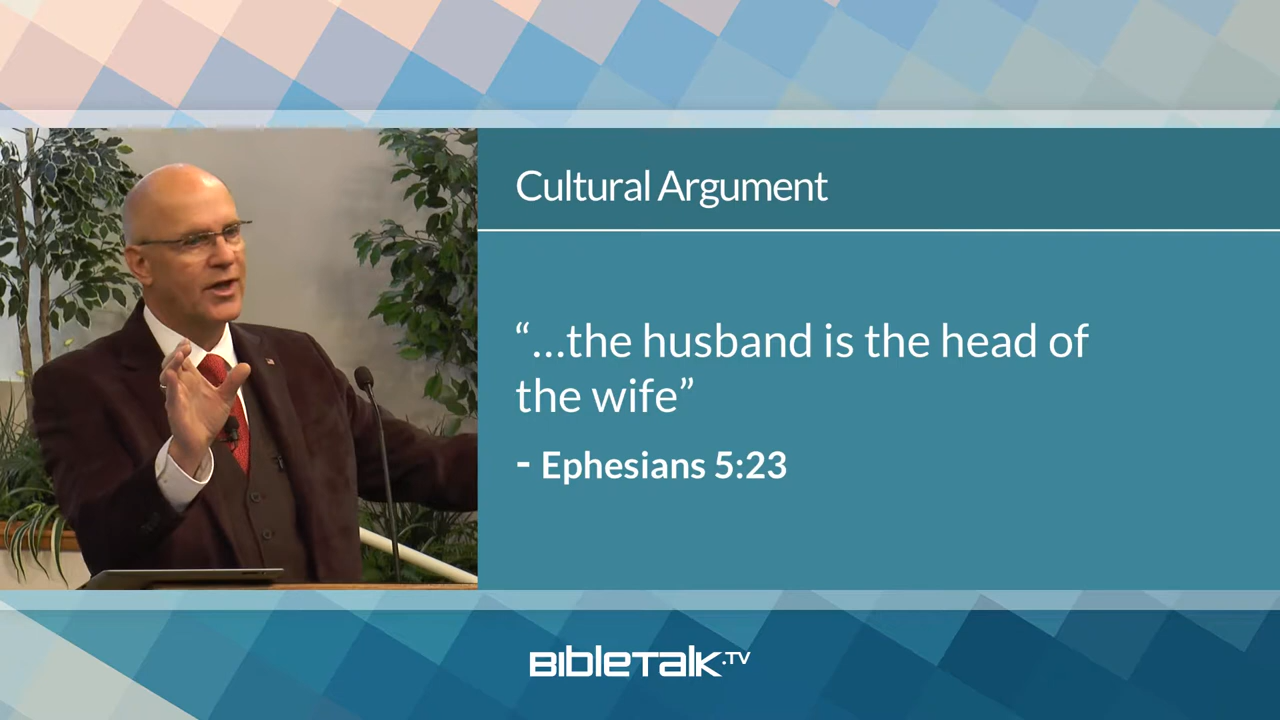 Cultural Argument
“...the husband is the head of
the wife”
- Ephesians 5:23
BIBLETALK.TV